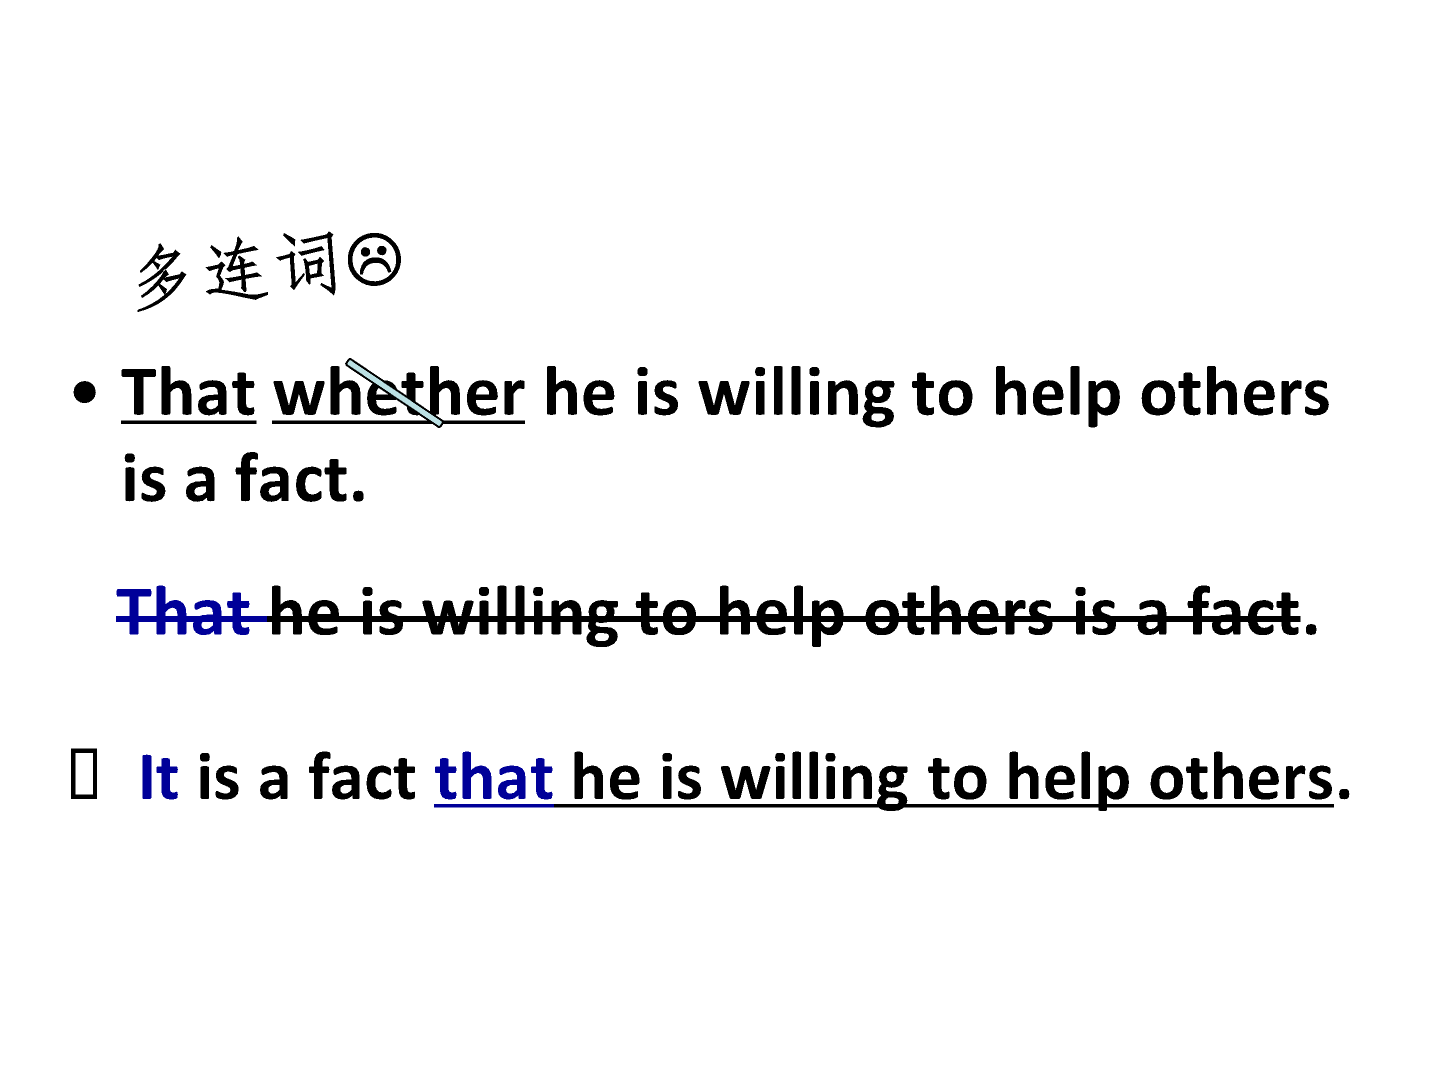 多连词☹
• That whether he is willing to help others
is a fact.
That he is willing to help others is a fact.
It is a fact that he is willing to help others.